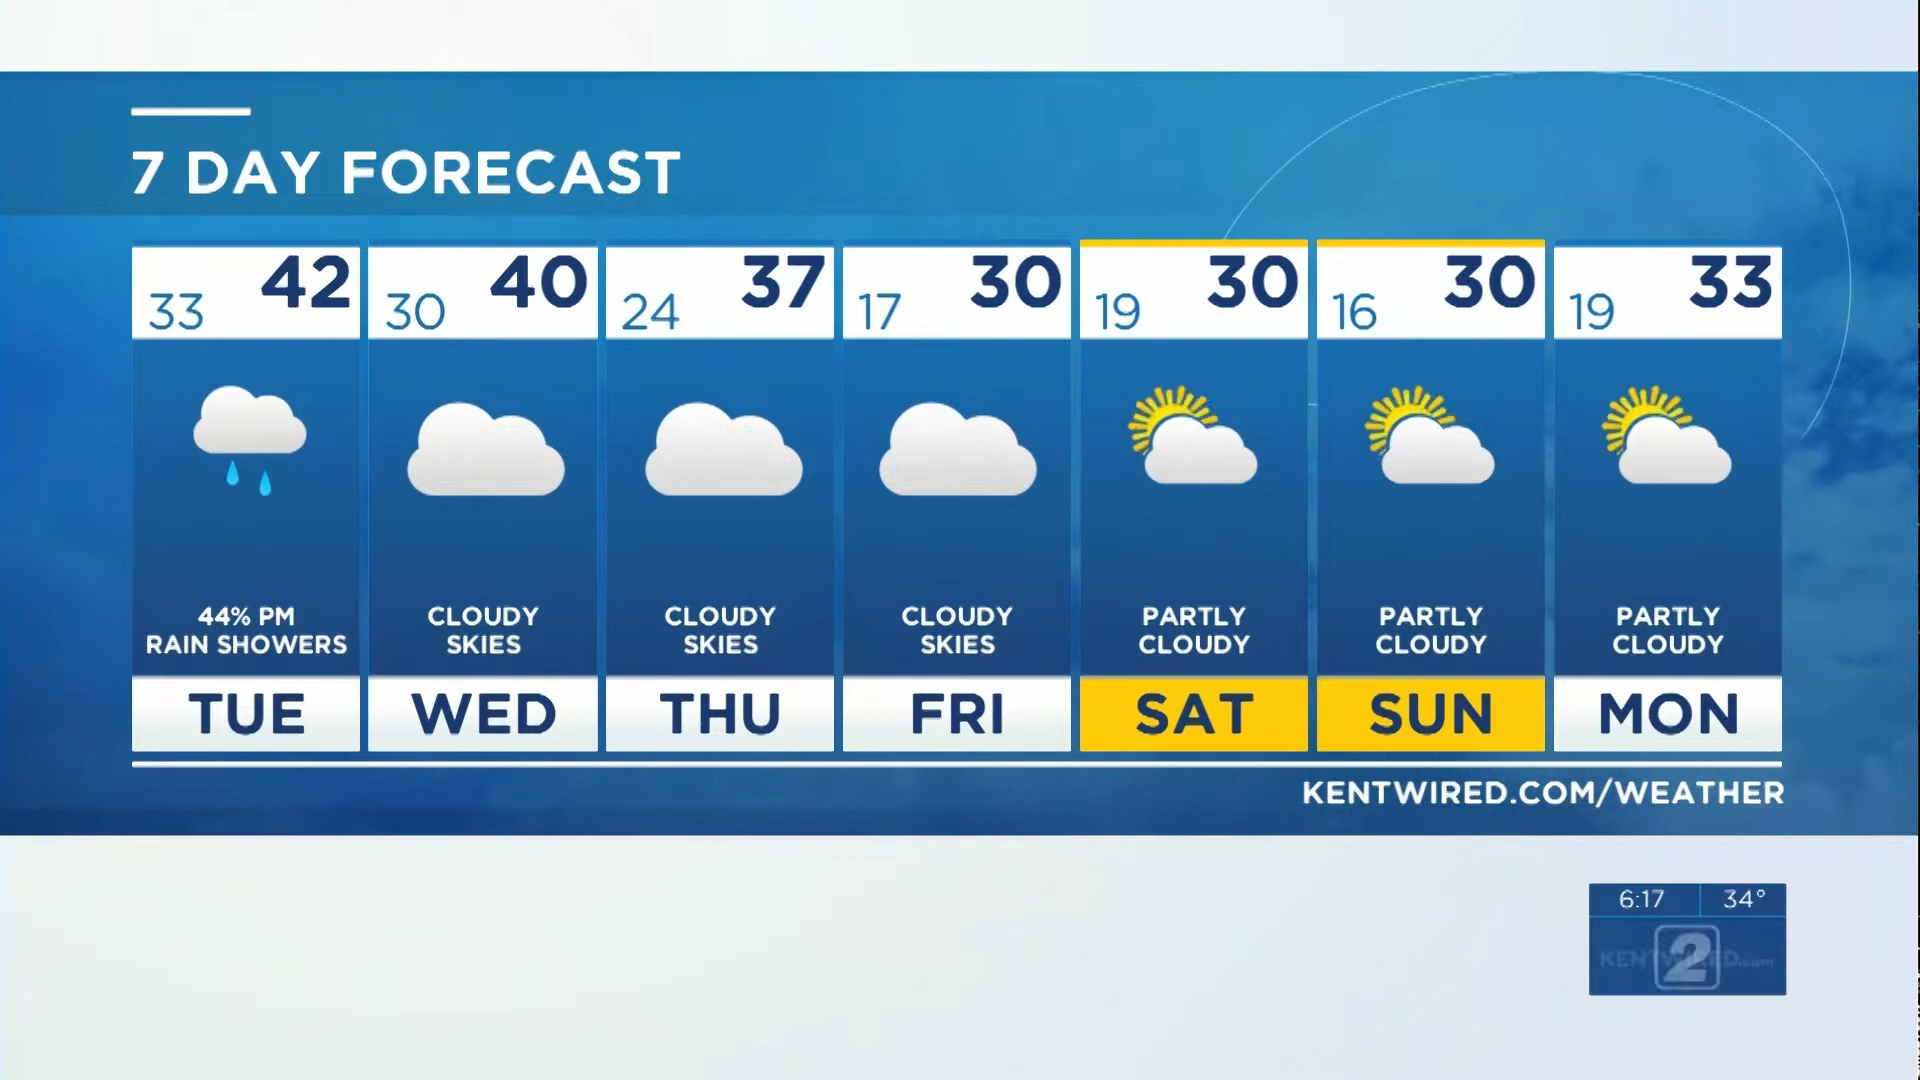 7 DAY FORECAST
33 42
30 40
24 37
17 30
19 30
16 30
19 33
44% PM
RAIN SHOWERS
CLOUDY
SKIES
CLOUDY
SKIES
CLOUDY
SKIES
PARTLY
CLOUDY
PARTLY
CLOUDY
PARTLY
CLOUDY
TUE
WED
THU
FRI
SAT
SUN
MON
KENTWIRED.COM/WEATHER
6:17 34°
KENTWIRED.com
2